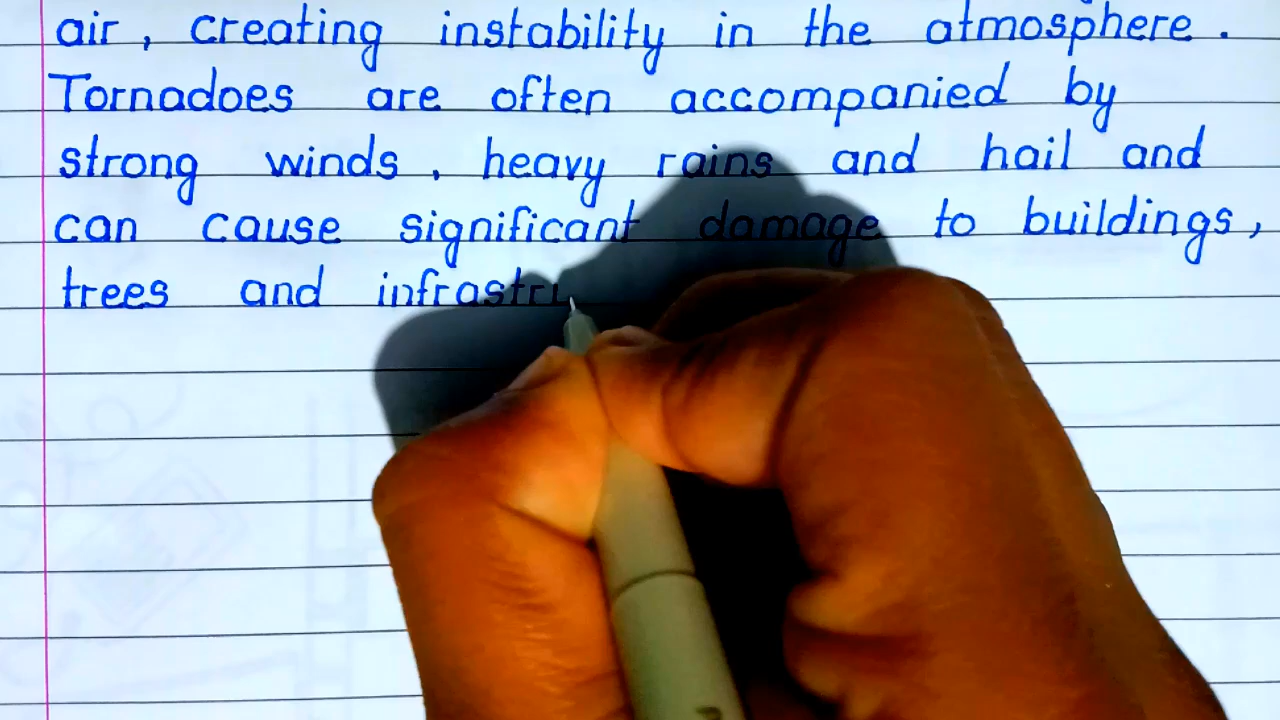 air, creating instability in the atmosphere.
Tornadoes are often accompanied by
strong winds, heavy rains and hail and
can cause significant damage to buildings,
trees and infrastru